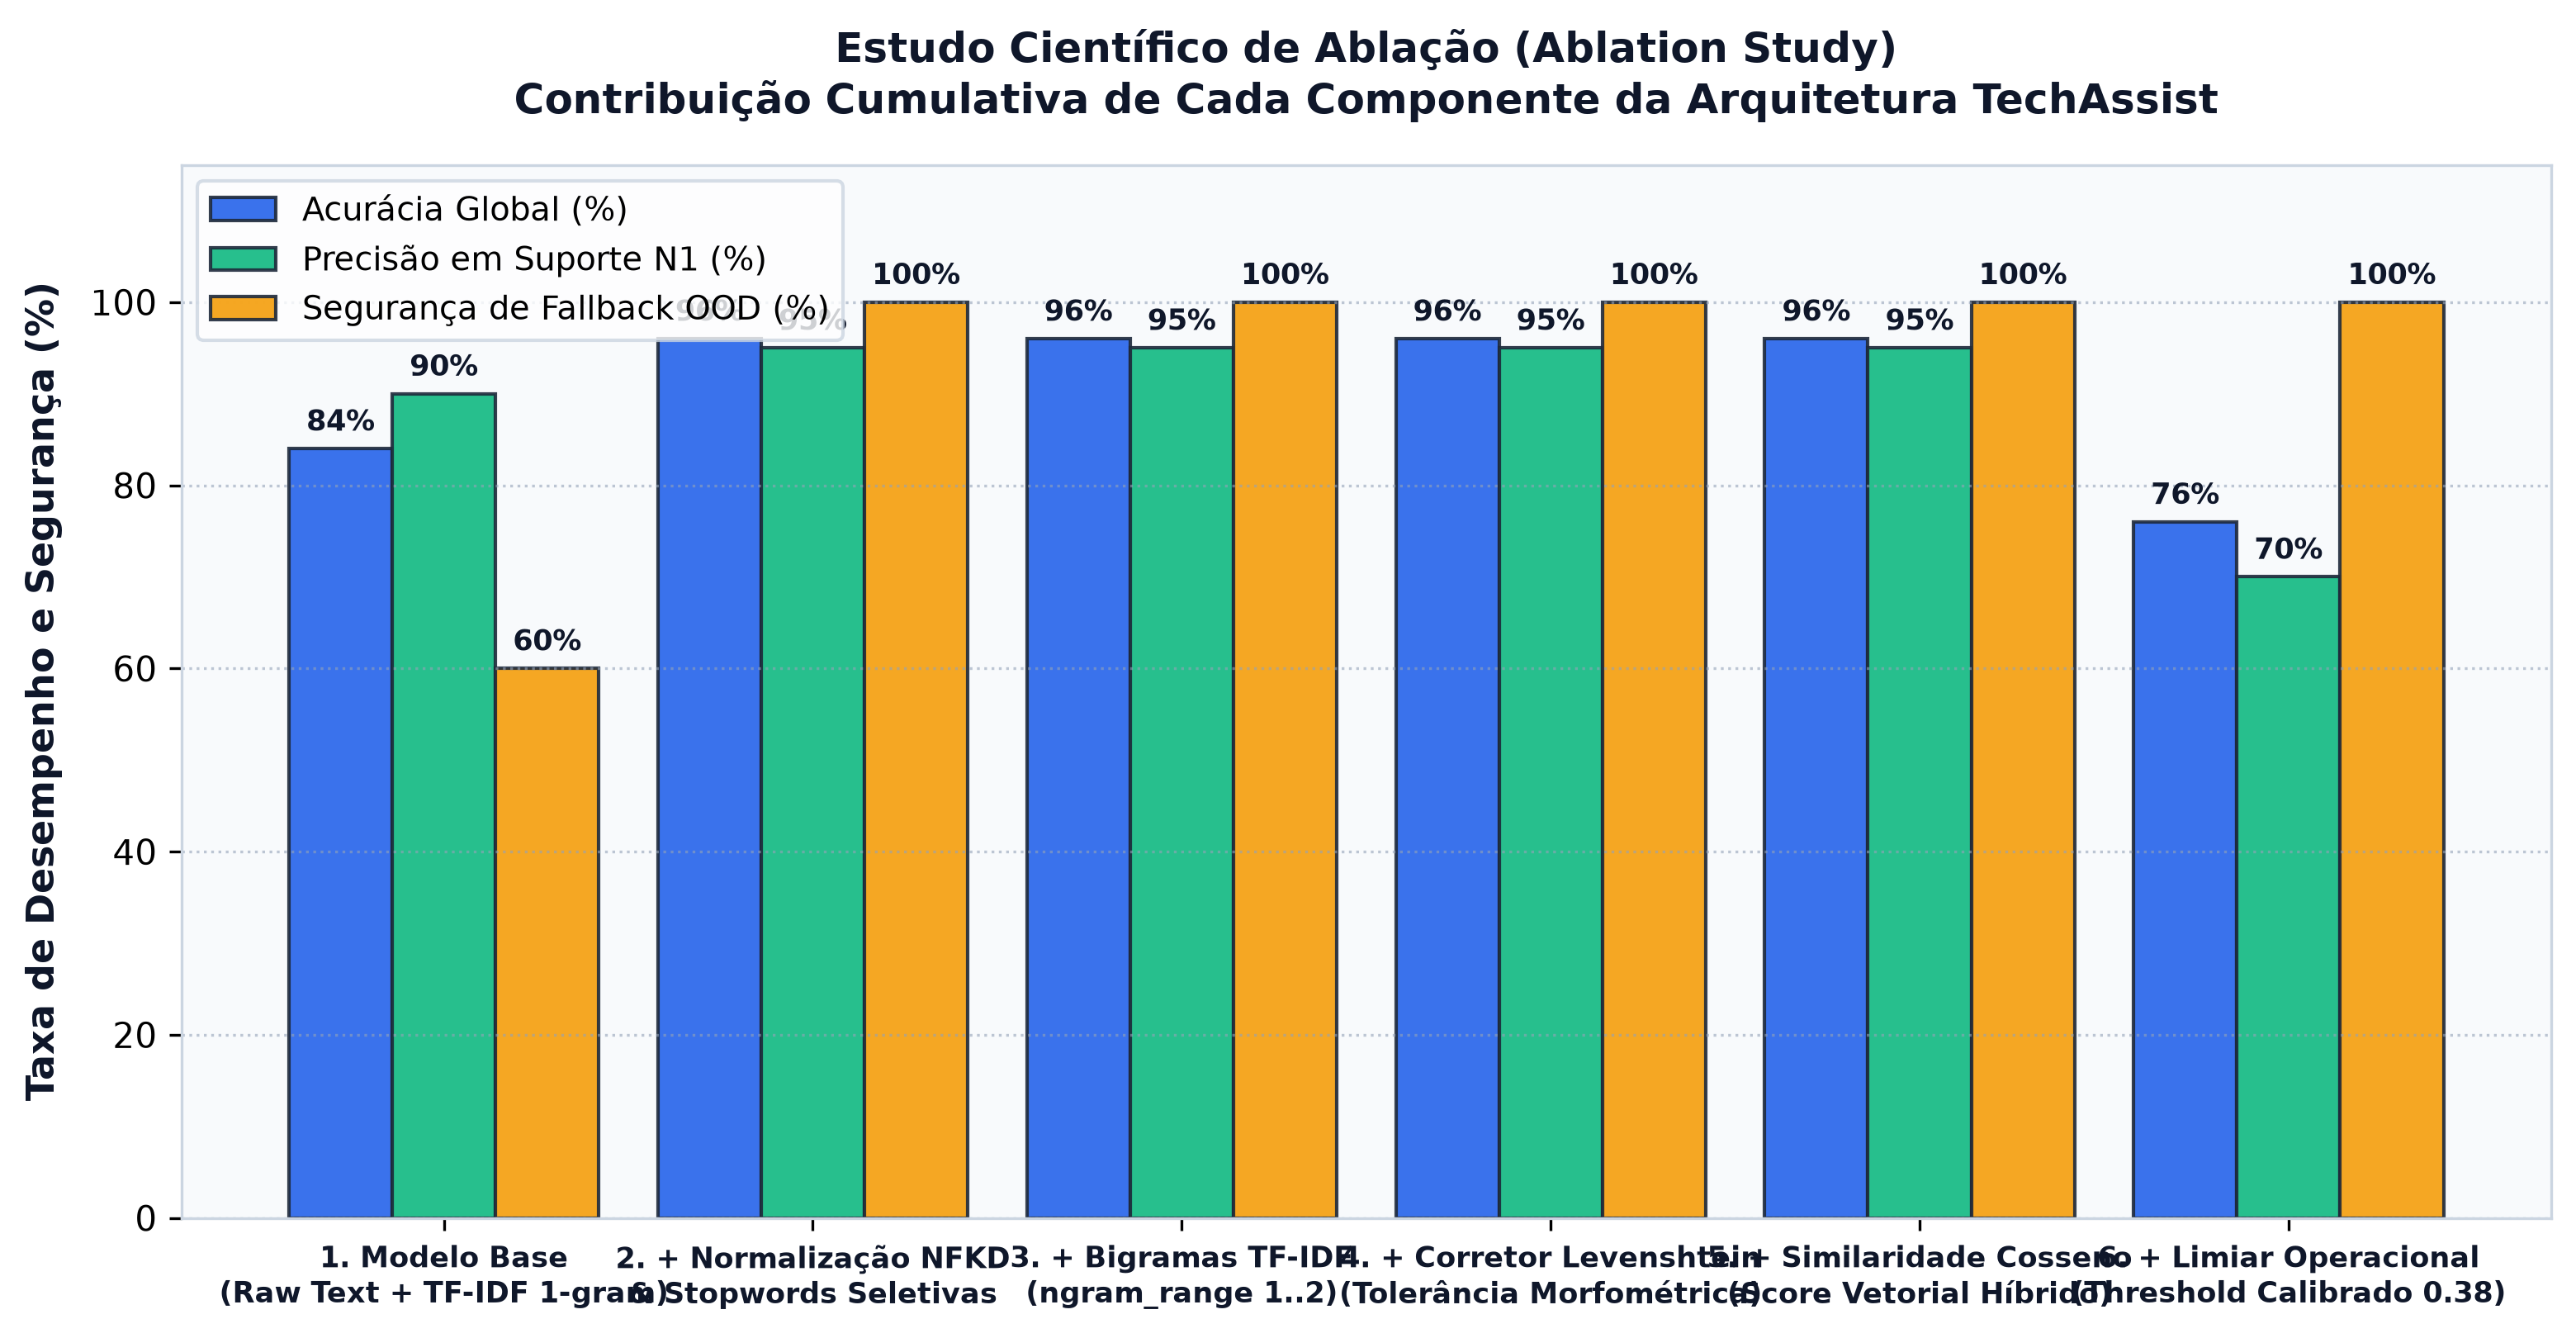 Estudo Científico de Ablação (Ablation Study)
Contribuição Cumulativa de Cada Componente da Arquitetura TechAssist
Taxa de Desempenho e Segurança (%)
Acurácia Global (%)
Precisão em Suporte N1 (%)
Segurança de Fallback OOD (%)
100
80
60
40
20
0
84%
90%
60%
96%
95%
100%
96%
95%
100%
96%
95%
100%
96%
95%
100%
76%
70%
100%
1. Modelo Base
(Raw Text + TF-IDF 1-gram)
2. + Normalização NFKD
& Stopwords Seletivas
3. + Bigramas TF-IDF
(ngram_range 1..2)
4. + Corretor Levenshtein
(Tolerância Morfométrica)
5. + Similaridade Cosseno
(Score Vetorial Híbrido)
6. + Limiar Operacional
(Threshold Calibrado 0.38)